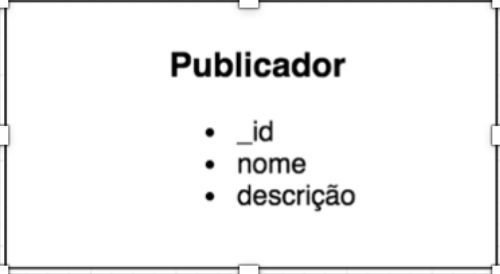 Publicador
• _id
• nome
• descrição